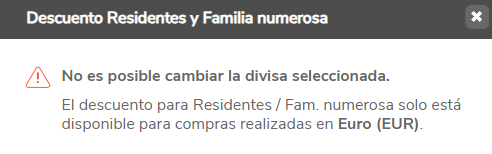 Descuento Residentes y Familia numerosa
No es posible cambiar la divisa seleccionada.
El descuento para Residentes / Fam. numerosa solo está
disponible para compras realizadas en Euro (EUR).